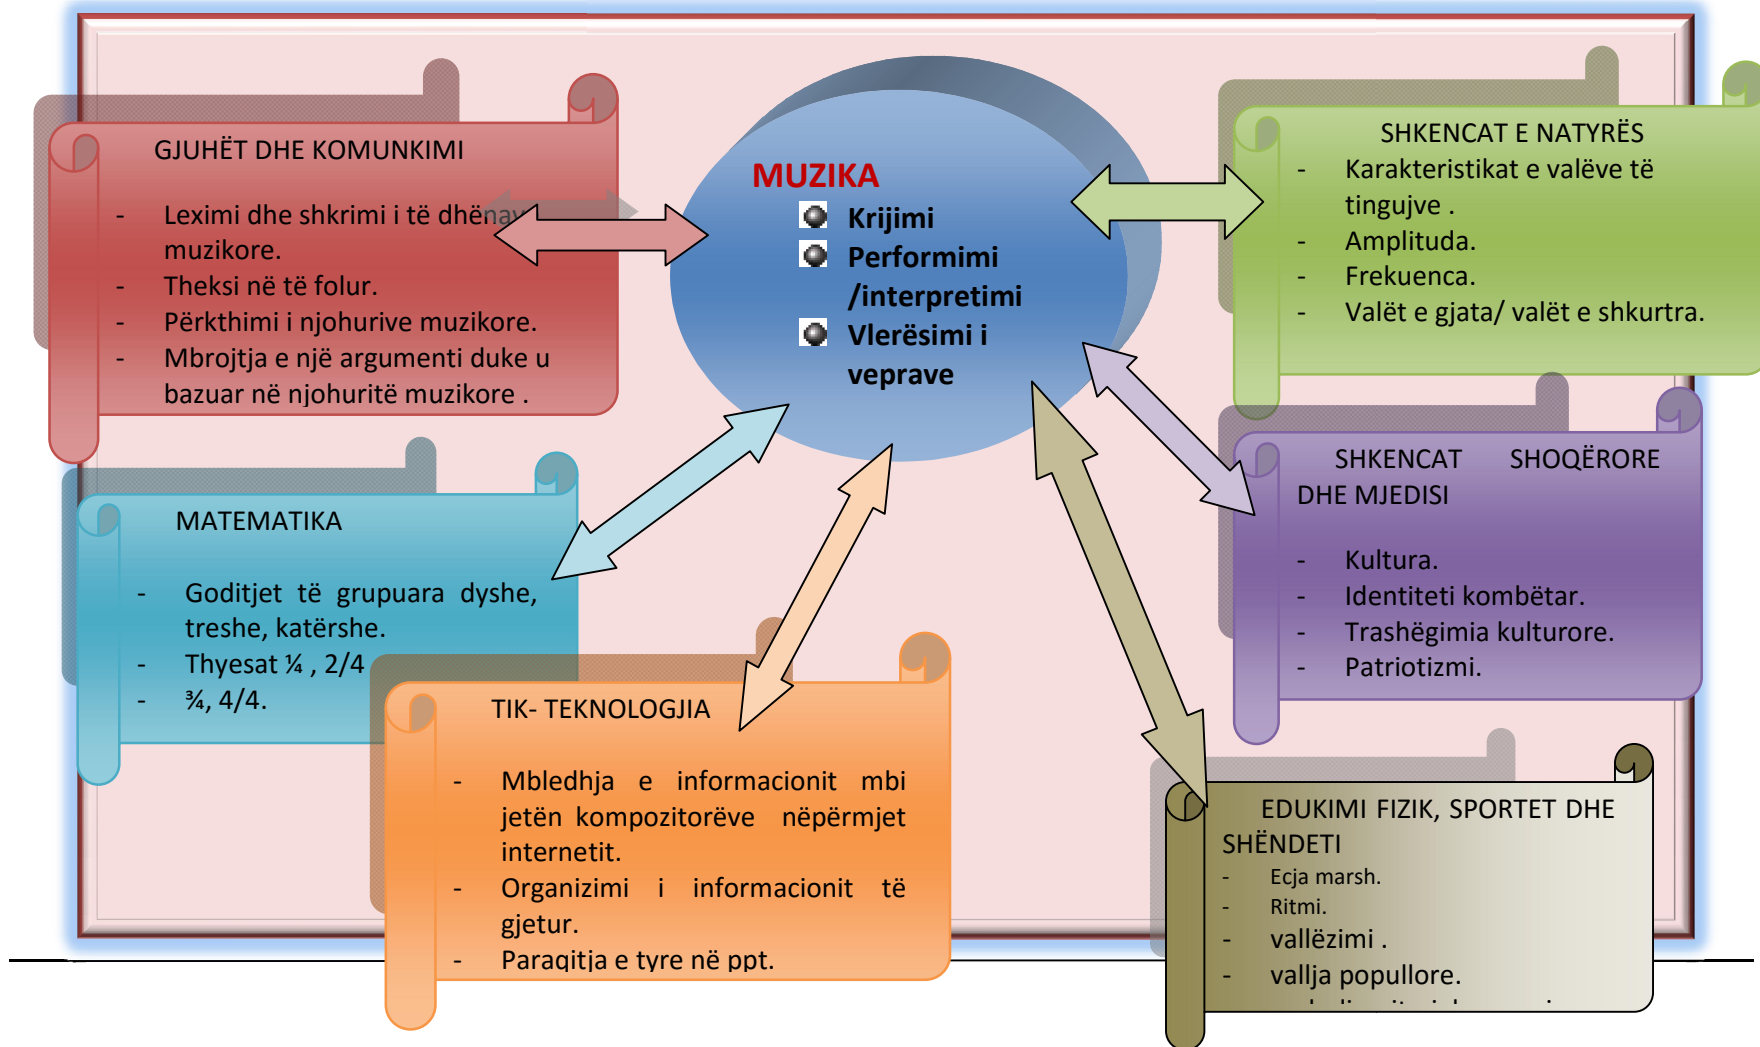 GJUHËT DHE KOMUNKIMI
- Leximi dhe shkrimi i të
muzikore.
- Theksi në të folur.
- Përkthimi i njohurive muzikore.
- Mbrojtja e një argumenti duke u
bazuar në njohuritë muzikore .
MUZIKA
Krijimi
Performimi
/interpretimi
Vlerësimi i
veprave
SHKENCAT E NATYRËS
- Karakteristikat e valëve të
tingujve .
- Amplituda.
- Frekuenca.
- Valët e gjata/ valët e shkurtra.
MATEMATIKA
- Goditjet të grupuara dyshe,
treshe, katërshe.
- Thyesat ¼ , 2/4
- ¾, 4/4.
SHKENCAT SHOQËRORE
DHE MJEDISI
- Kultura.
- Identiteti kombëtar.
- Trashëgimia kulturore.
- Patriotizmi.
TIK- TEKNOLOGJIA
- Mbledhja e informacionit mbi
jetën kompozitorëve nëpërmjet
internetit.
- Organizimi i informacionit të
gjetur.
- Paraqitja e tyre në ppt.
EDUKIMI FIZIK, SPORTET DHE
SHËNDETI
- Ecja marsh.
- Ritmi.
- vallëzimi .
- vallja popullore.